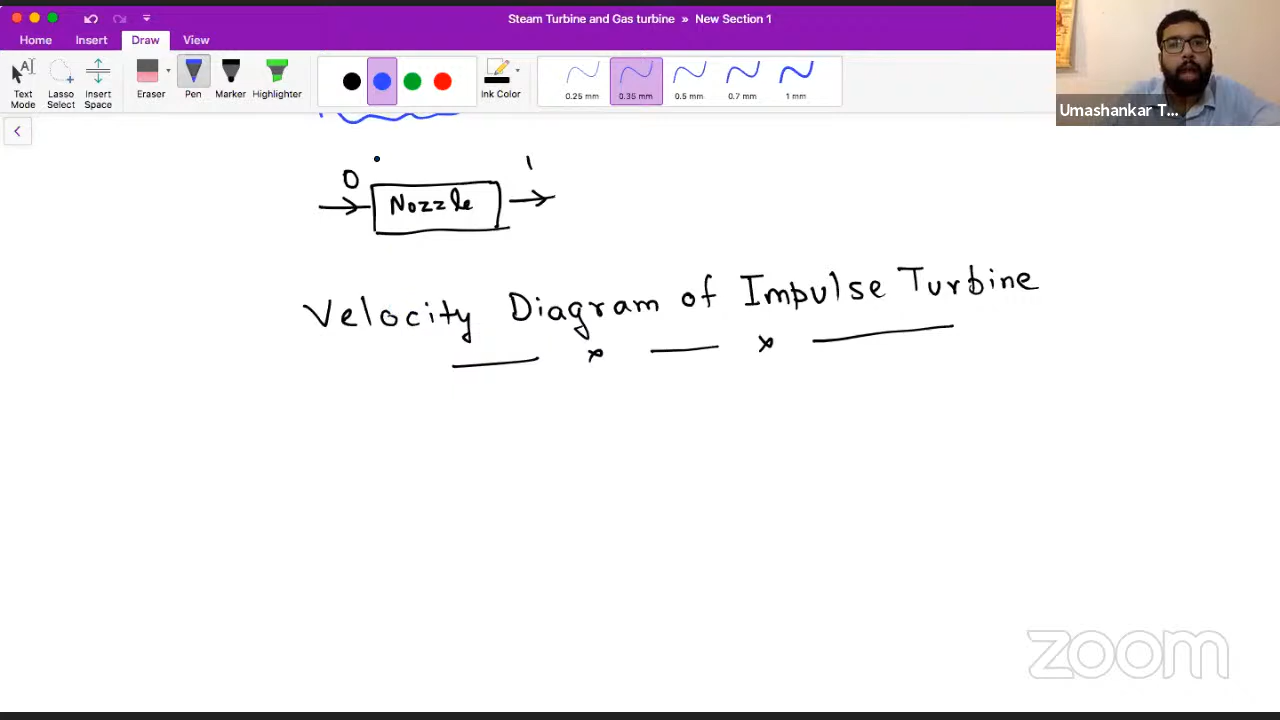 Steam Turbine and Gas turbine » New Section 1
Home Insert Draw View
Text Mode
Lasso Select
Insert Space
Eraser
Pen
Marker
Highlighter
Ink Color
0.25 mm
0.35 mm
0.5 mm
0.7 mm
1 mm
Umashankar T...
0 Nozzle 1
Velocity Diagram of Impulse Turbine
zoom